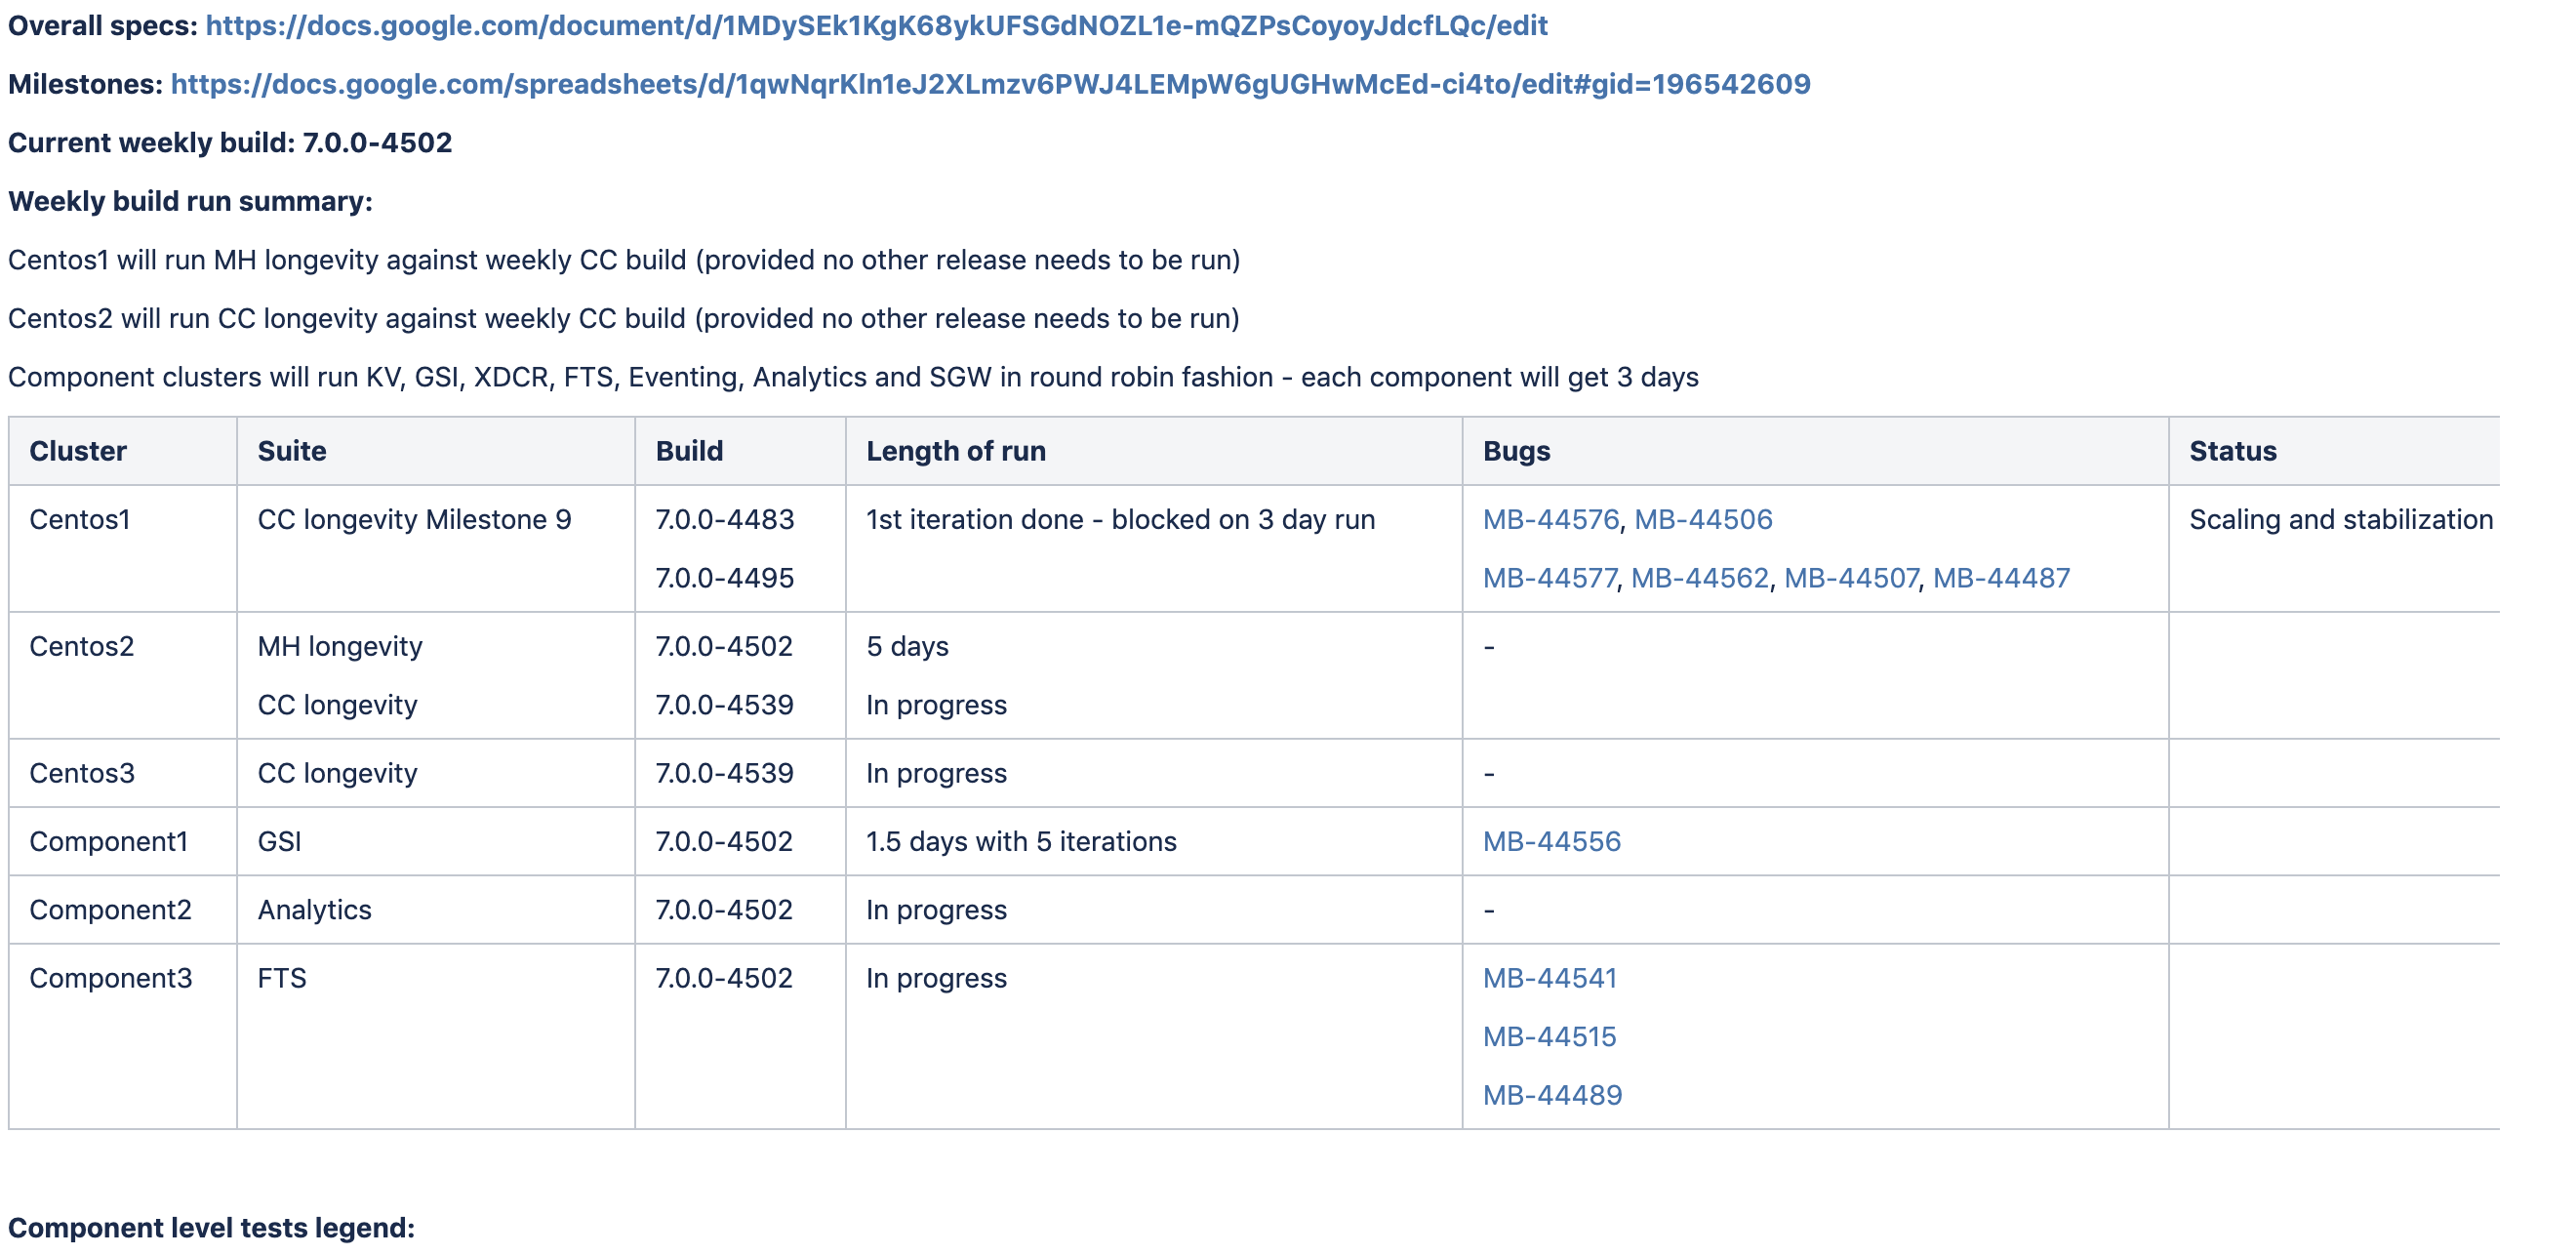 Overall specs: https://docs.google.com/document/d/1MDySEk1KgK68ykUFSGdNOZL1e-mQZPsCoyoyJdcfLQc/edit
Milestones: https://docs.google.com/spreadsheets/d/1qwNqrKln1eJ2XLmzv6PWJ4LEMpW6gUGHwMcEd-ci4to/edit#gid=196542609
Current weekly build: 7.0.0-4502
Weekly build run summary:
Centos1 will run MH longevity against weekly CC build (provided no other release needs to be run)
Centos2 will run CC longevity against weekly CC build (provided no other release needs to be run)
Component clusters will run KV, GSI, XDCR, FTS, Eventing, Analytics and SGW in round robin fashion - each component will get 3 days
Cluster Suite Build Length of run Bugs Status
Centos1 CC longevity Milestone 9 7.0.0-4483 1st iteration done - blocked on 3 day run MB-44576, MB-44506 Scaling and stabilization
7.0.0-4495 MB-44577, MB-44562, MB-44507, MB-44487
Centos2 MH longevity 7.0.0-4502 5 days -
CC longevity 7.0.0-4539 In progress
Centos3 CC longevity 7.0.0-4539 In progress -
Component1 GSI 7.0.0-4502 1.5 days with 5 iterations MB-44556
Component2 Analytics 7.0.0-4502 In progress -
Component3 FTS 7.0.0-4502 In progress MB-44541
MB-44515
MB-44489
Component level tests legend: